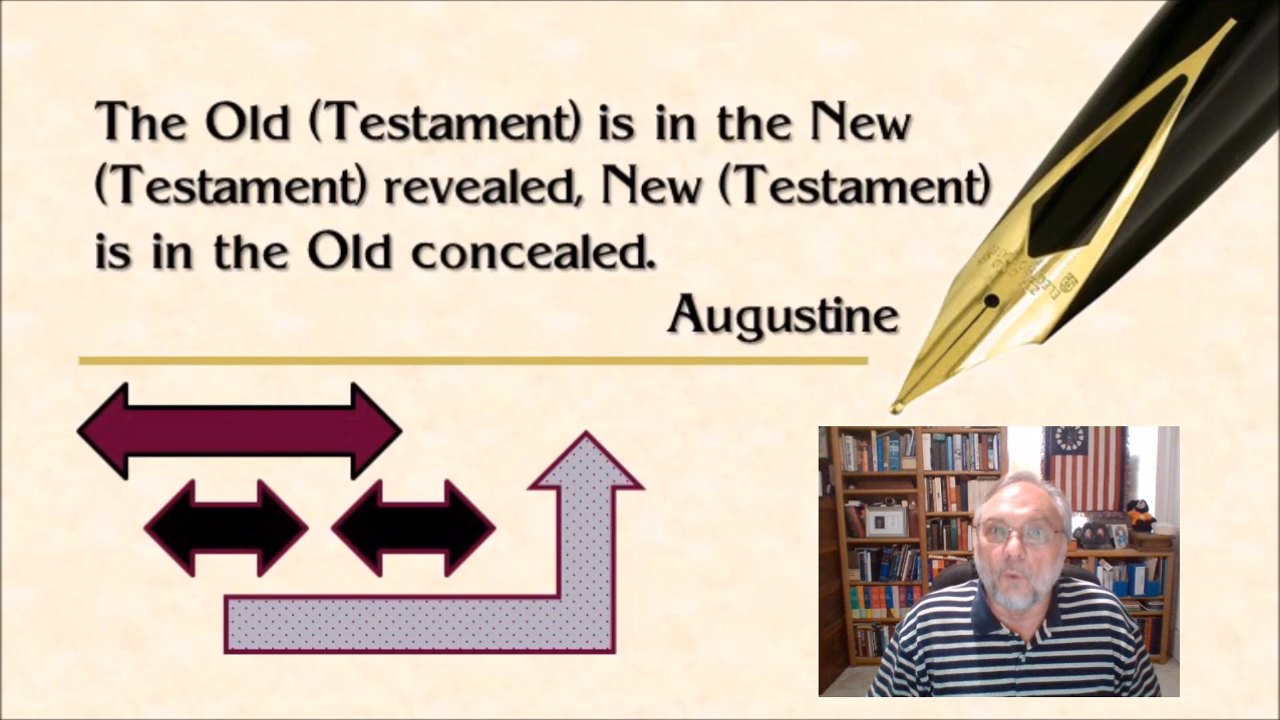 The Old (Testament) is in the New
(Testament) revealed, New (Testament)
is in the Old concealed.
Augustine